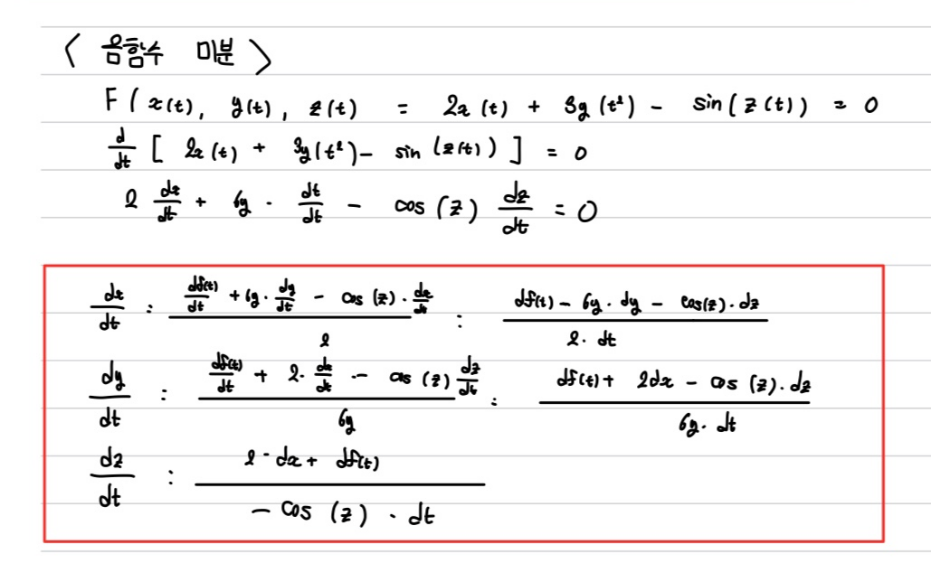 < 음함수 미분 >
F ( x(t), y(t), z(t) = 2x(t) + 3y(t²) - sin(z(t)) = 0
d/dt [ 2x(t) + 3y(t²) - sin(z(t)) ] = 0
2 dx/dt + 6y · dt/dt - cos(z) dz/dt = 0
dx/dt : (df(t)/dt + 6y · dy/dt - cos(z) · dz/dt) / 2 : (df(t) - 6y · dy - cos(z) · dz) / (2 · dt)
dy/dt : (df(t)/dt + 2 · dx/dt - cos(z) dz/dt) / 6y : (df(t) + 2dx - cos(z) · dz) / (6y · dt)
dz/dt : (2 · dx + df(t)) / (- cos(z) · dt)